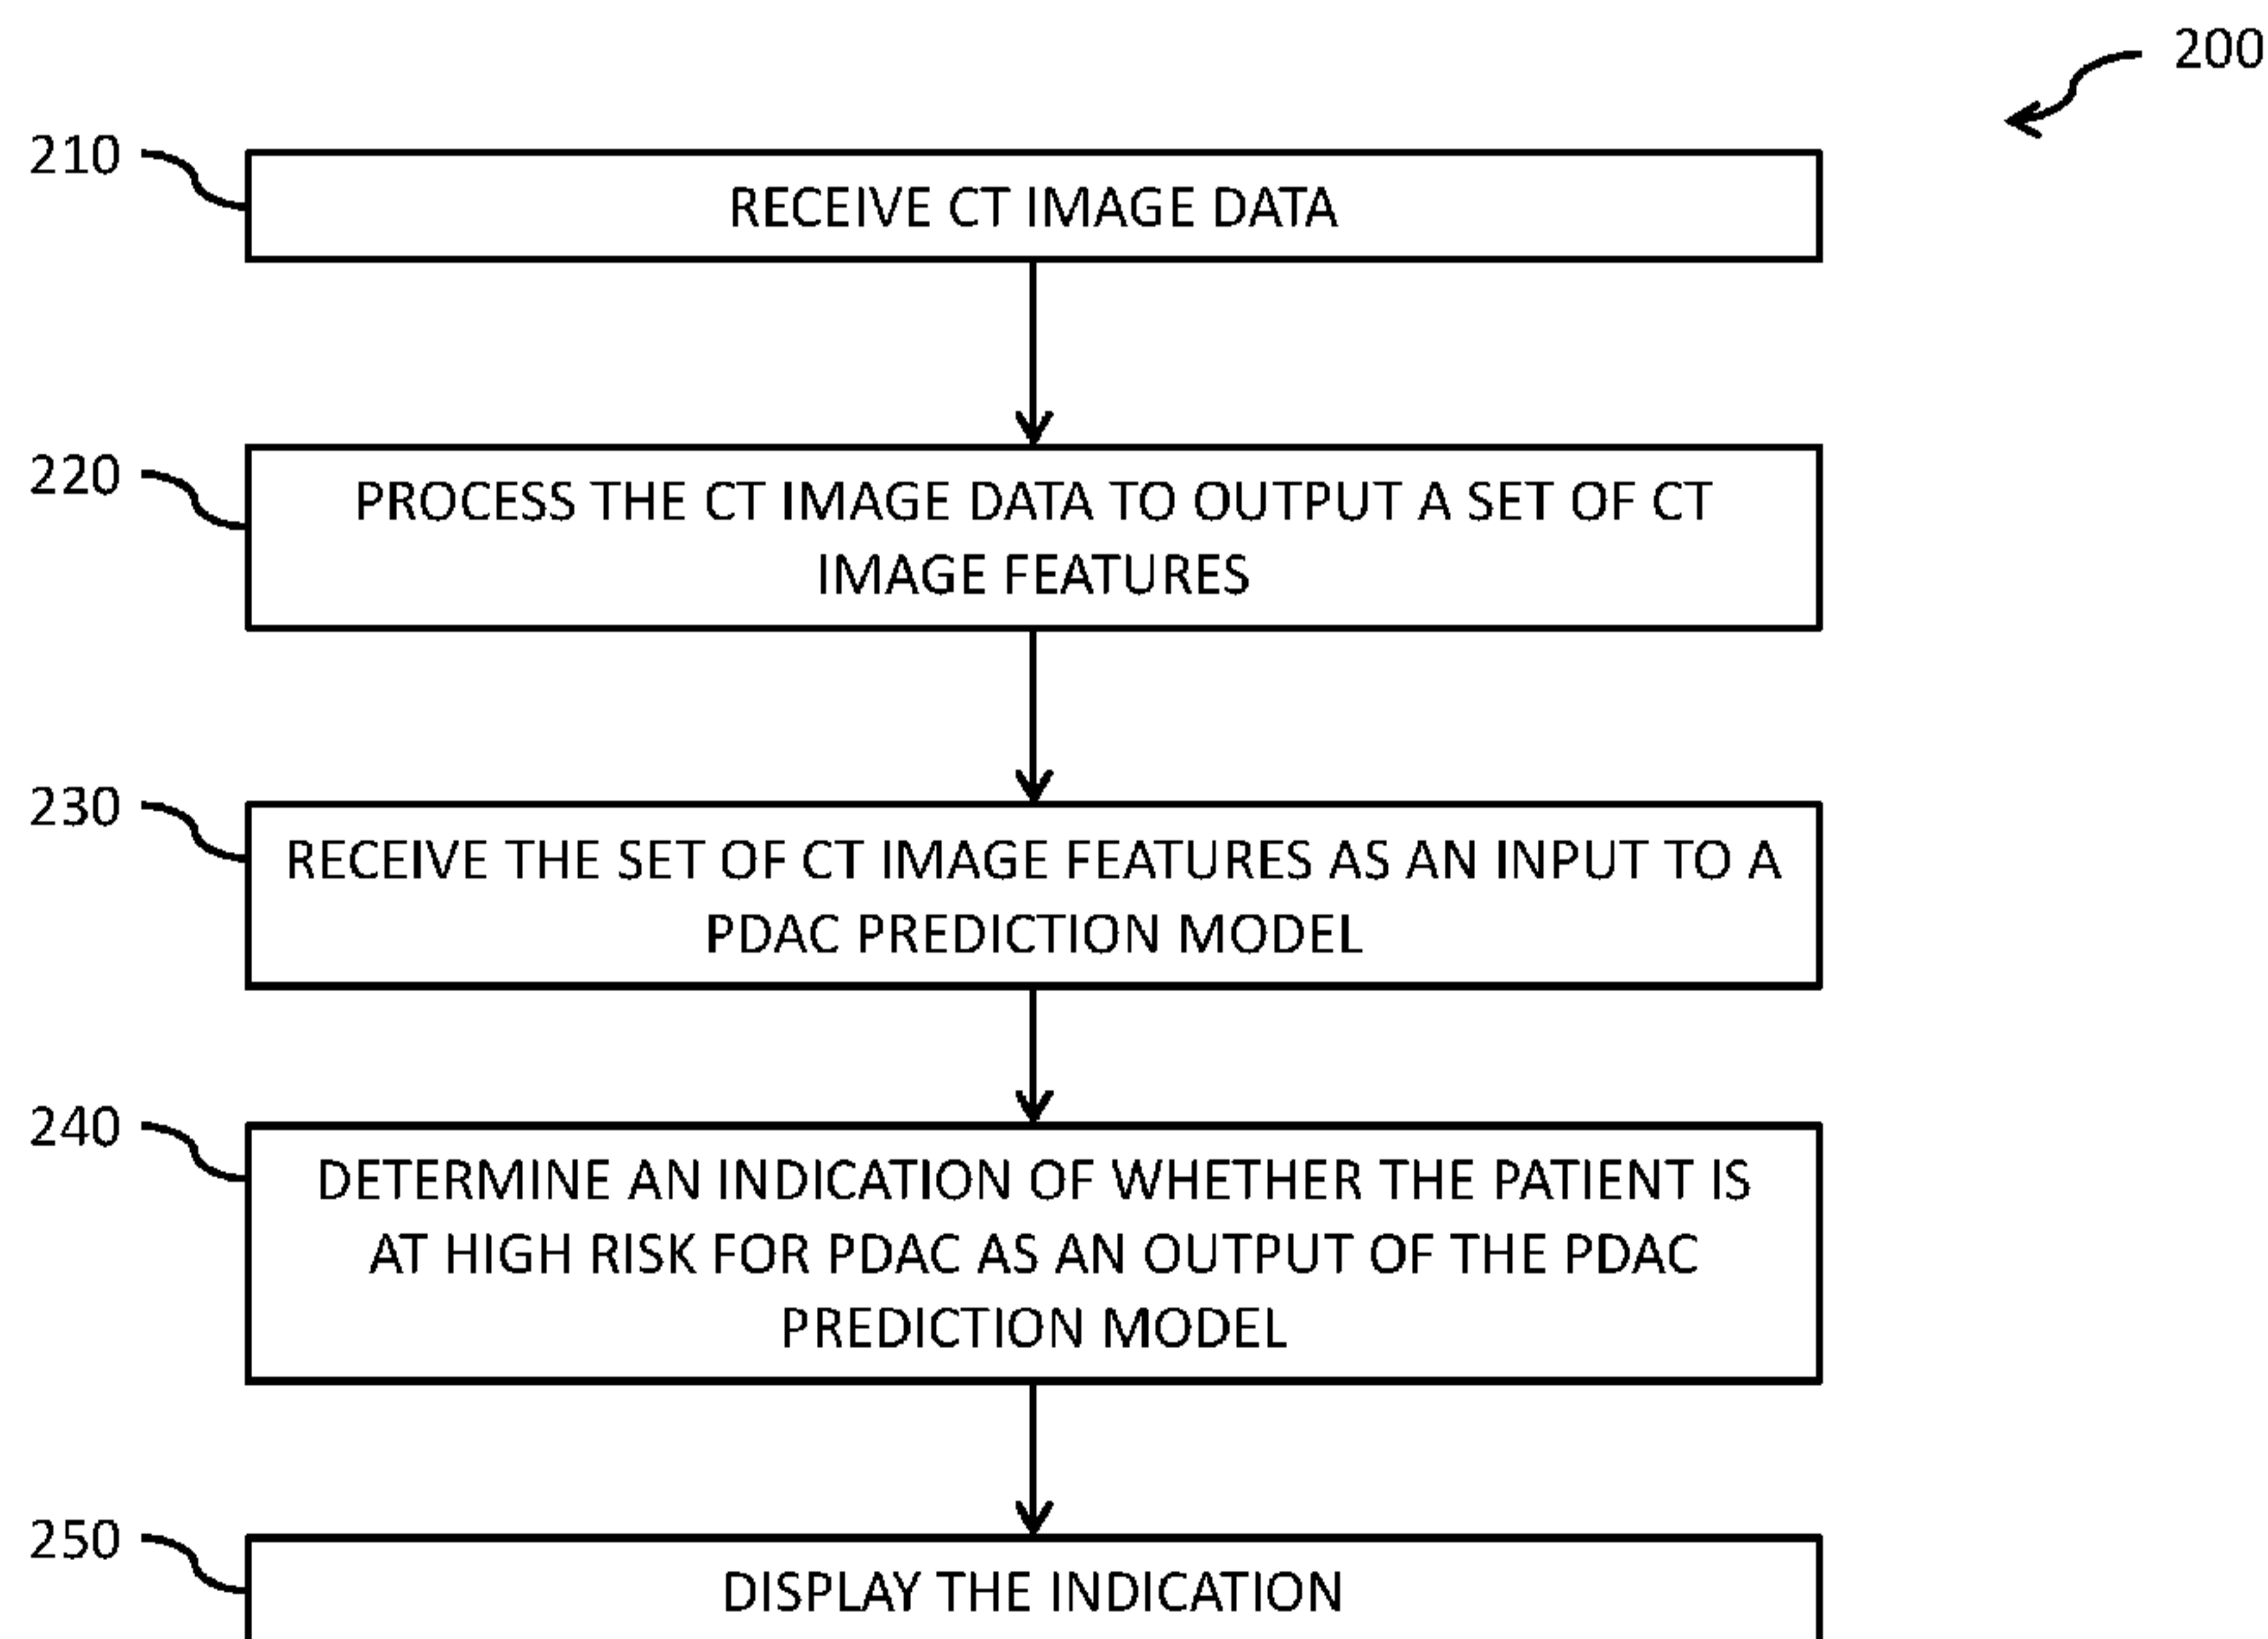 200
210
RECEIVE CT IMAGE DATA
220
PROCESS THE CT IMAGE DATA TO OUTPUT A SET OF CT
IMAGE FEATURES
230
RECEIVE THE SET OF CT IMAGE FEATURES AS AN INPUT TO A
PDAC PREDICTION MODEL
240
DETERMINE AN INDICATION OF WHETHER THE PATIENT IS
AT HIGH RISK FOR PDAC AS AN OUTPUT OF THE PDAC
PREDICTION MODEL
250
DISPLAY THE INDICATION